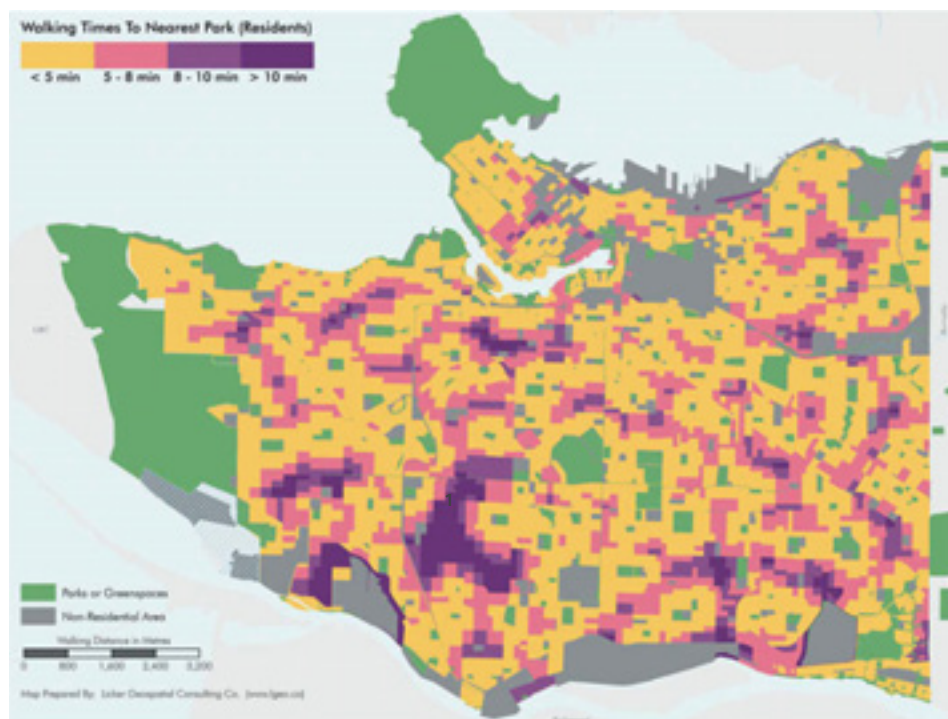 Walking Times To Nearest Park (Residents)
< 5 min 5 - 8 min 8 - 10 min > 10 min
Parks or Greenspaces
Non-Residential Area
Walking Distance in Metres
0 800 1,600 2,400 3,200
Map Prepared By: Licker Geospatial Consulting Co. (www.lgeo.co)